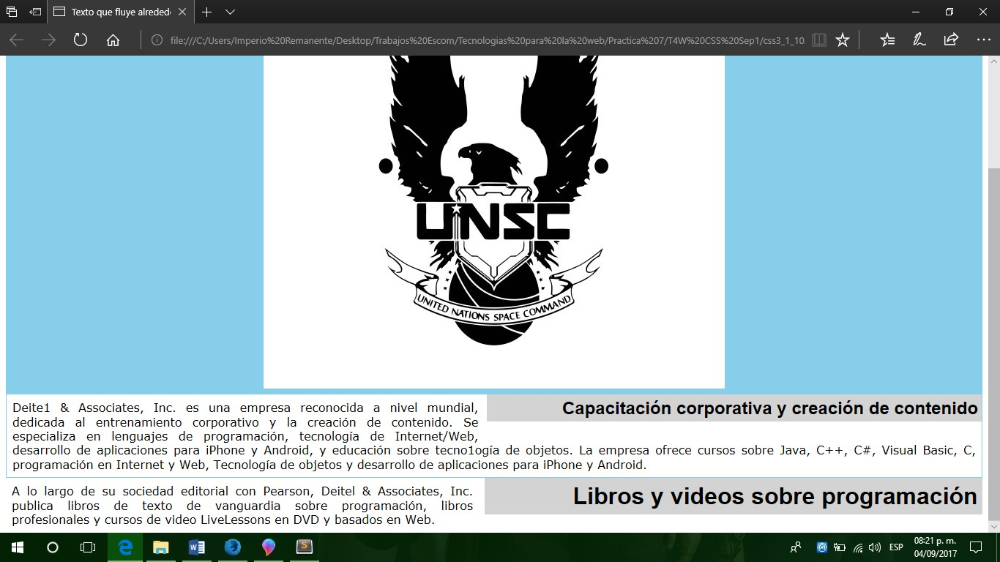 Texto que fluye alreded
file:///C:/Users/Imperio%20Remanente/Desktop/Trabajos%20Escom/Tecnologias%20para%20la%20web/Practica%207/T4W%20CSS%20Sep1/css3_1_10.
UNSC
UNITED NATIONS SPACE COMMAND
Capacitación corporativa y creación de contenido
Deite1 & Associates, Inc. es una empresa reconocida a nivel mundial,
dedicada al entrenamiento corporativo y la creación de contenido. Se
especializa en lenguajes de programación, tecnología de Internet/Web,
desarrollo de aplicaciones para iPhone y Android, y educación sobre tecno1ogía de objetos. La empresa ofrece cursos sobre Java, C++, C#, Visual Basic, C,
programación en Internet y Web, Tecnología de objetos y desarrollo de aplicaciones para iPhone y Android.
Libros y videos sobre programación
A lo largo de su sociedad editorial con Pearson, Deitel & Associates, Inc.
publica libros de texto de vanguardia sobre programación, libros
profesionales y cursos de video LiveLessons en DVD y basados en Web.
ESP
08:21 p. m.
04/09/2017